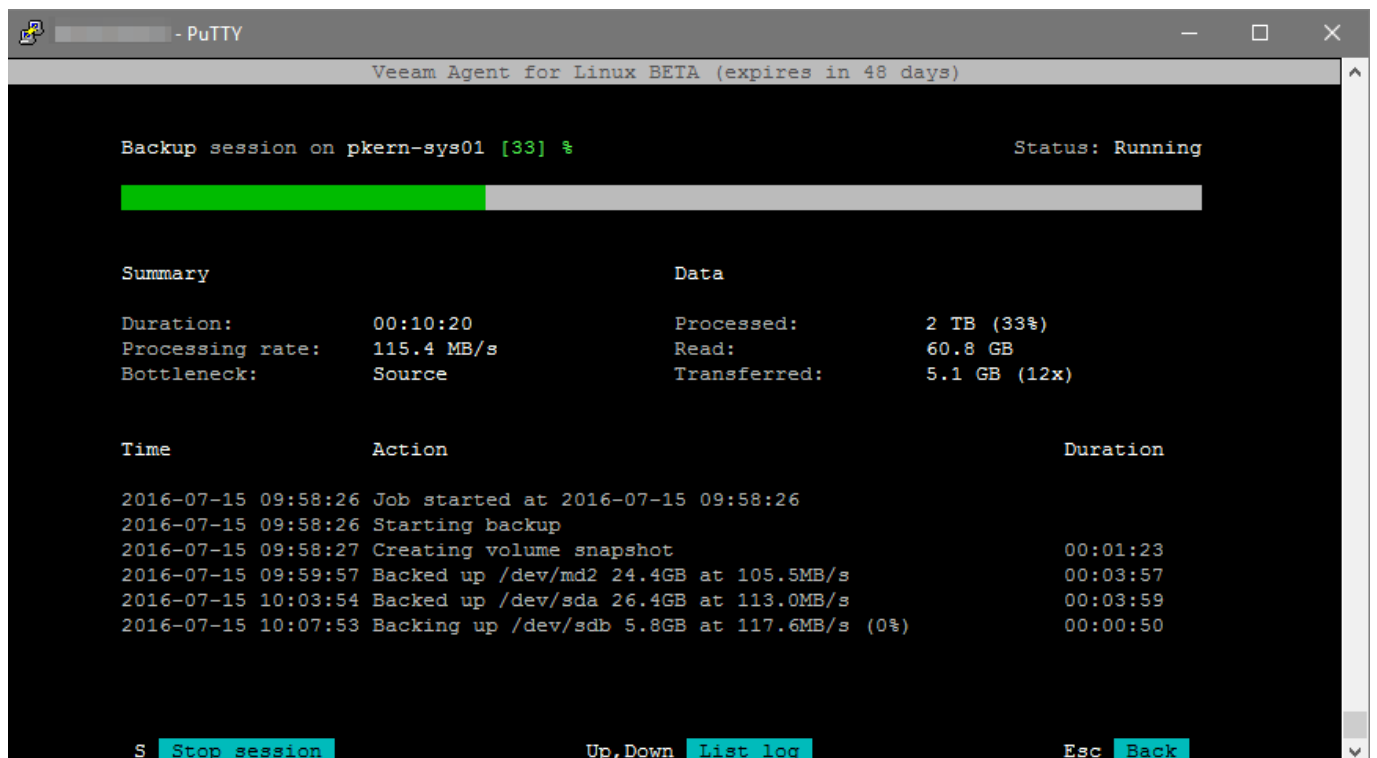 - PuTTY
Veeam Agent for Linux BETA (expires in 48 days)
Backup session on pkern-sys01 [33] % Status: Running
Summary Data
Duration: 00:10:20 Processed: 2 TB (33%)
Processing rate: 115.4 MB/s Read: 60.8 GB
Bottleneck: Source Transferred: 5.1 GB (12x)
Time Action Duration
2016-07-15 09:58:26 Job started at 2016-07-15 09:58:26
2016-07-15 09:58:26 Starting backup
2016-07-15 09:58:27 Creating volume snapshot 00:01:23
2016-07-15 09:59:57 Backed up /dev/md2 24.4GB at 105.5MB/s 00:03:57
2016-07-15 10:03:54 Backed up /dev/sda 26.4GB at 113.0MB/s 00:03:59
2016-07-15 10:07:53 Backing up /dev/sdb 5.8GB at 117.6MB/s (0%) 00:00:50
S Stop session Up,Down List log Esc Back